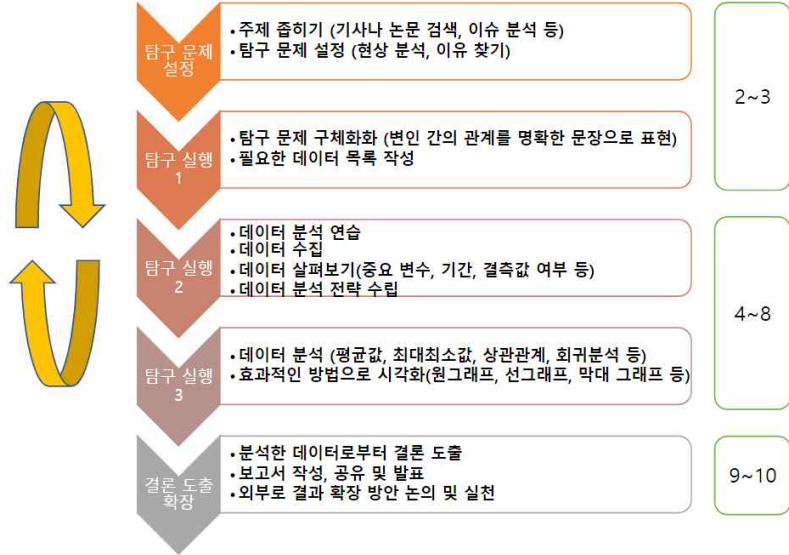 탐구 문제
설정
• 주제 좁히기 (기사나 논문 검색, 이슈 분석 등)
• 탐구 문제 설정 (현상 분석, 이유 찾기)
2~3
탐구 실행
1
• 탐구 문제 구체화화 (변인 간의 관계를 명확한 문장으로 표현)
• 필요한 데이터 목록 작성
탐구 실행
2
• 데이터 분석 연습
• 데이터 수집
• 데이터 살펴보기(중요 변수, 기간, 결측값 여부 등)
• 데이터 분석 전략 수립
4~8
탐구 실행
3
• 데이터 분석 (평균값, 최대최소값, 상관관계, 회귀분석 등)
• 효과적인 방법으로 시각화(원그래프, 선그래프, 막대 그래프 등)
결론 도출
확장
• 분석한 데이터로부터 결론 도출
• 보고서 작성, 공유 및 발표
• 외부로 결과 확장 방안 논의 및 실천
9~10